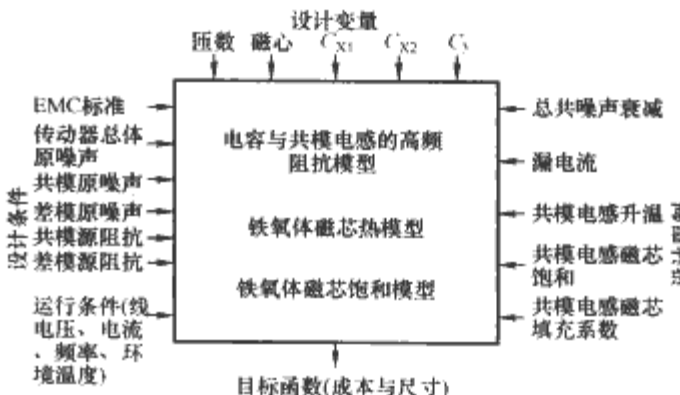 设计变量
匝数 磁心 C_X1 C_X2
EMC标准
传动器总体
原噪声
共模原噪声
差模原噪声
共模源阻抗
差模源阻抗
运行条件(线
电压、电流
、频率、环
境温度)
设计条件
电容与共模电感的高频
阻抗模型
铁氧体磁芯热模型
铁氧体磁芯饱和模型
总共噪声衰减
漏电流
共模电感升温
共模电感磁芯
饱和
共模电感磁芯
填充系数
目标函数(成本与尺寸)